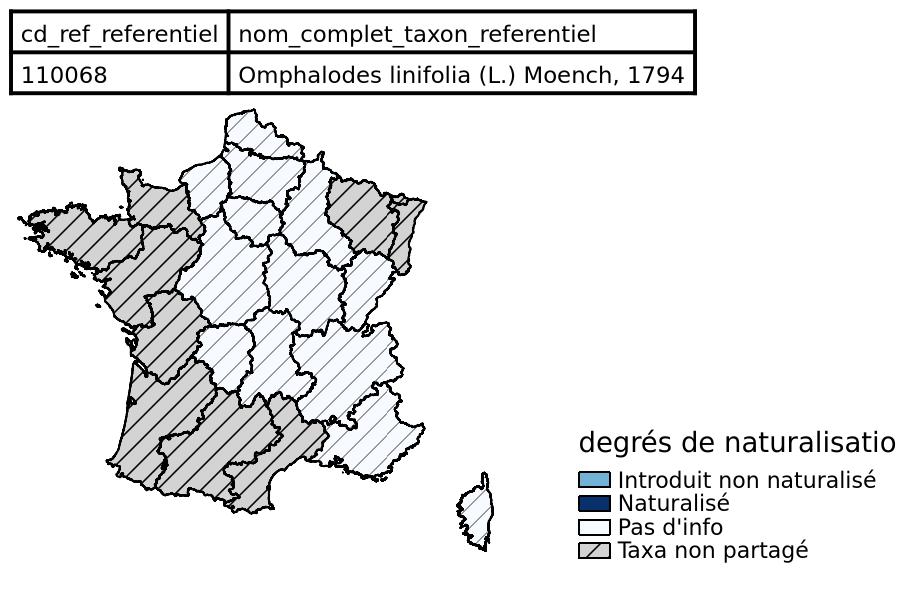 cd_ref_referentiel nom_complet_taxon_referentiel
110068 Omphalodes linifolia (L.) Moench, 1794
degrés de naturalisatio
Introduit non naturalisé
Naturalisé
Pas d'info
Taxa non partagé